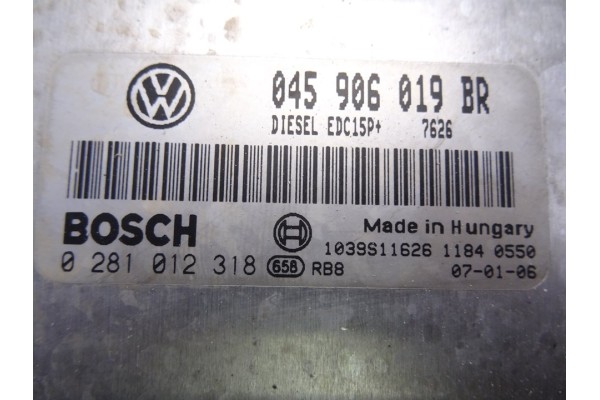 045 906 019 BR
DIESEL EDC15P+ 7626
BOSCH Made in Hungary
1039S11626 1184 0550
0 281 012 318 658 RB8 07-01-06